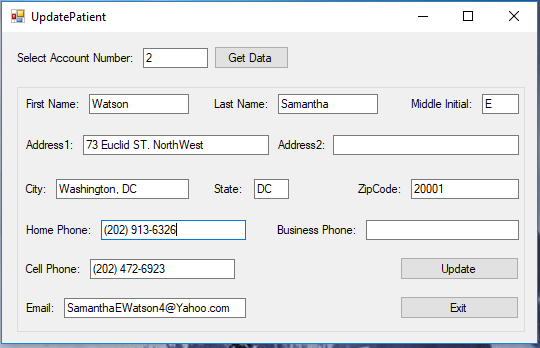 UpdatePatient
Select Account Number: 2 Get Data
First Name: Watson Last Name: Samantha Middle Initial: E
Address1: 73 Euclid ST. NorthWest Address2:
City: Washington, DC State: DC ZipCode: 20001
Home Phone: (202) 913-6326 Business Phone:
Cell Phone: (202) 472-6923 Update
Email: SamanthaEWatson4@Yahoo.com Exit